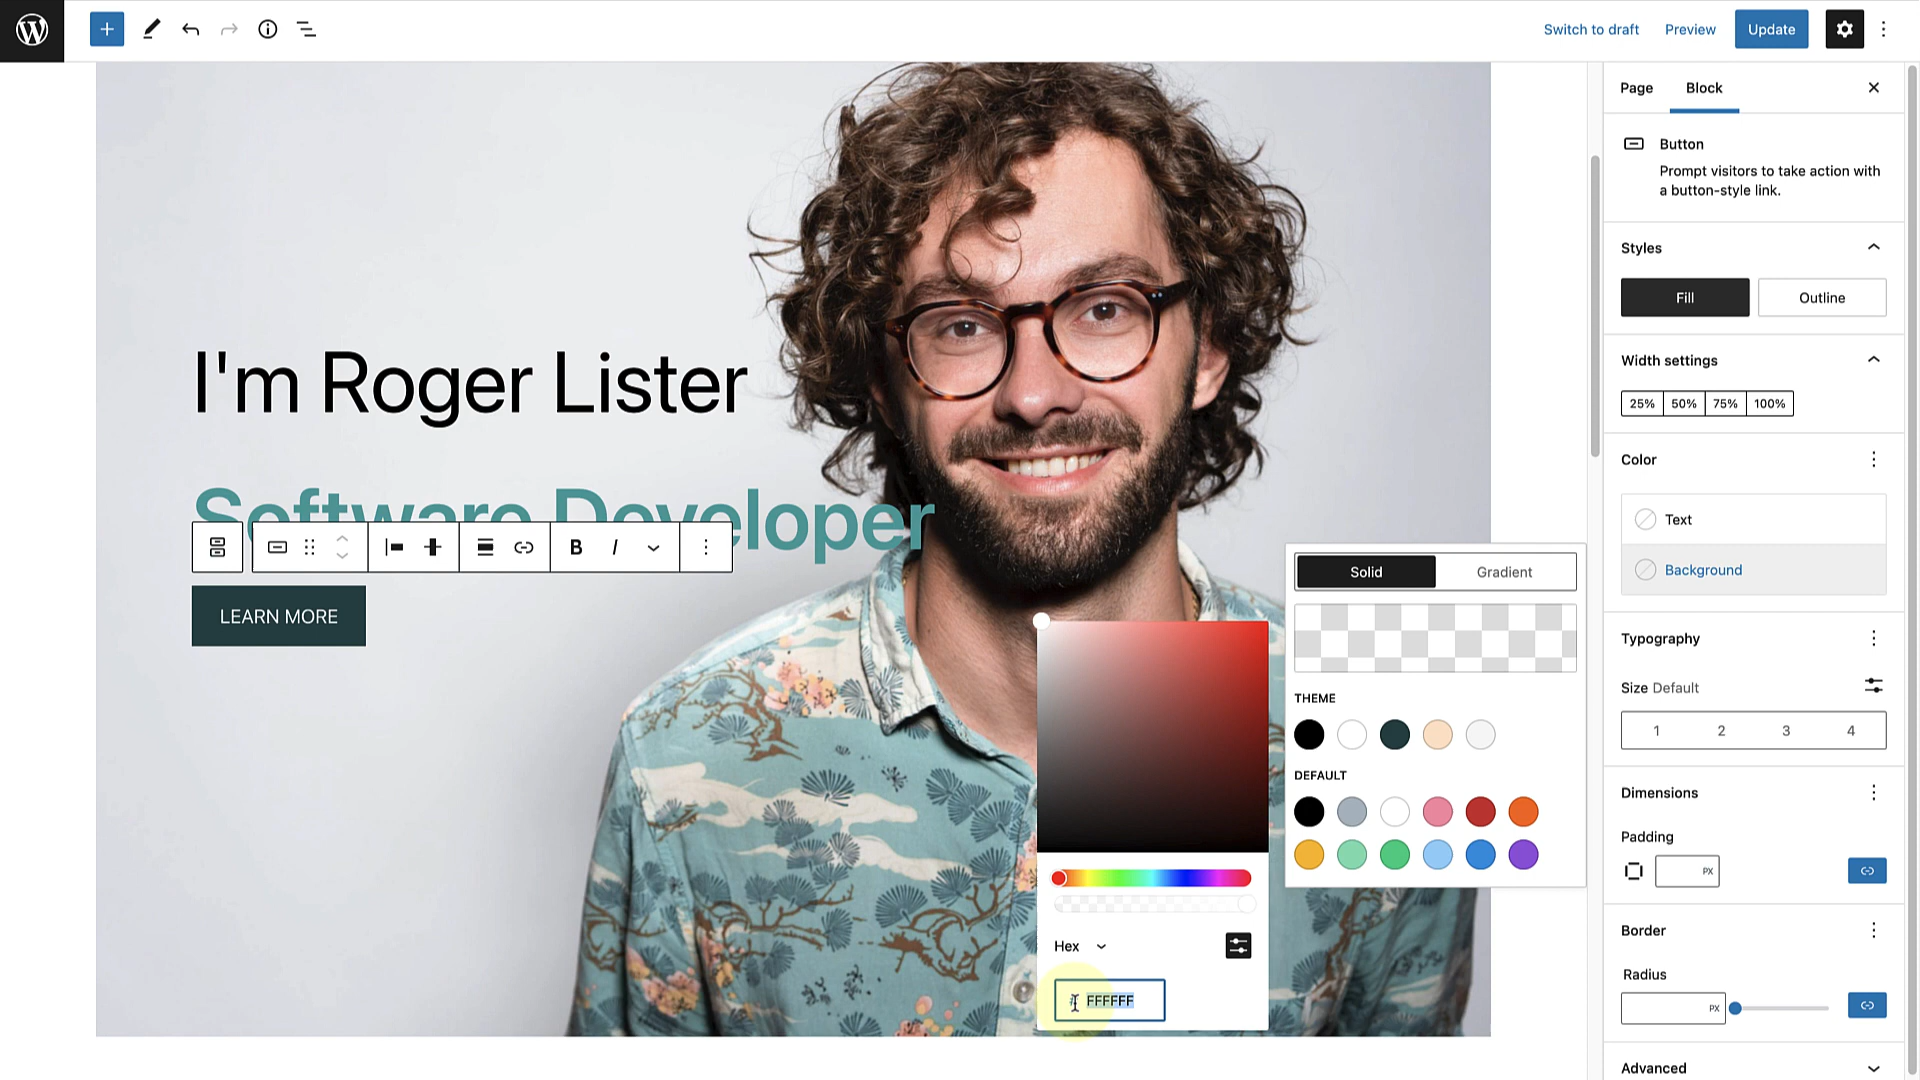 Switch to draft
Preview
Update
Page
Block
Button
Prompt visitors to take action with
a button-style link.
Styles
Fill
Outline
Width settings
25%
50%
75%
100%
Color
Text
Background
Typography
Size Default
1
2
3
4
Dimensions
Padding
PX
Border
Radius
PX
Advanced
I'm Roger Lister
Software Developer
B
I
LEARN MORE
Solid
Gradient
THEME
DEFAULT
Hex
FFFFFF